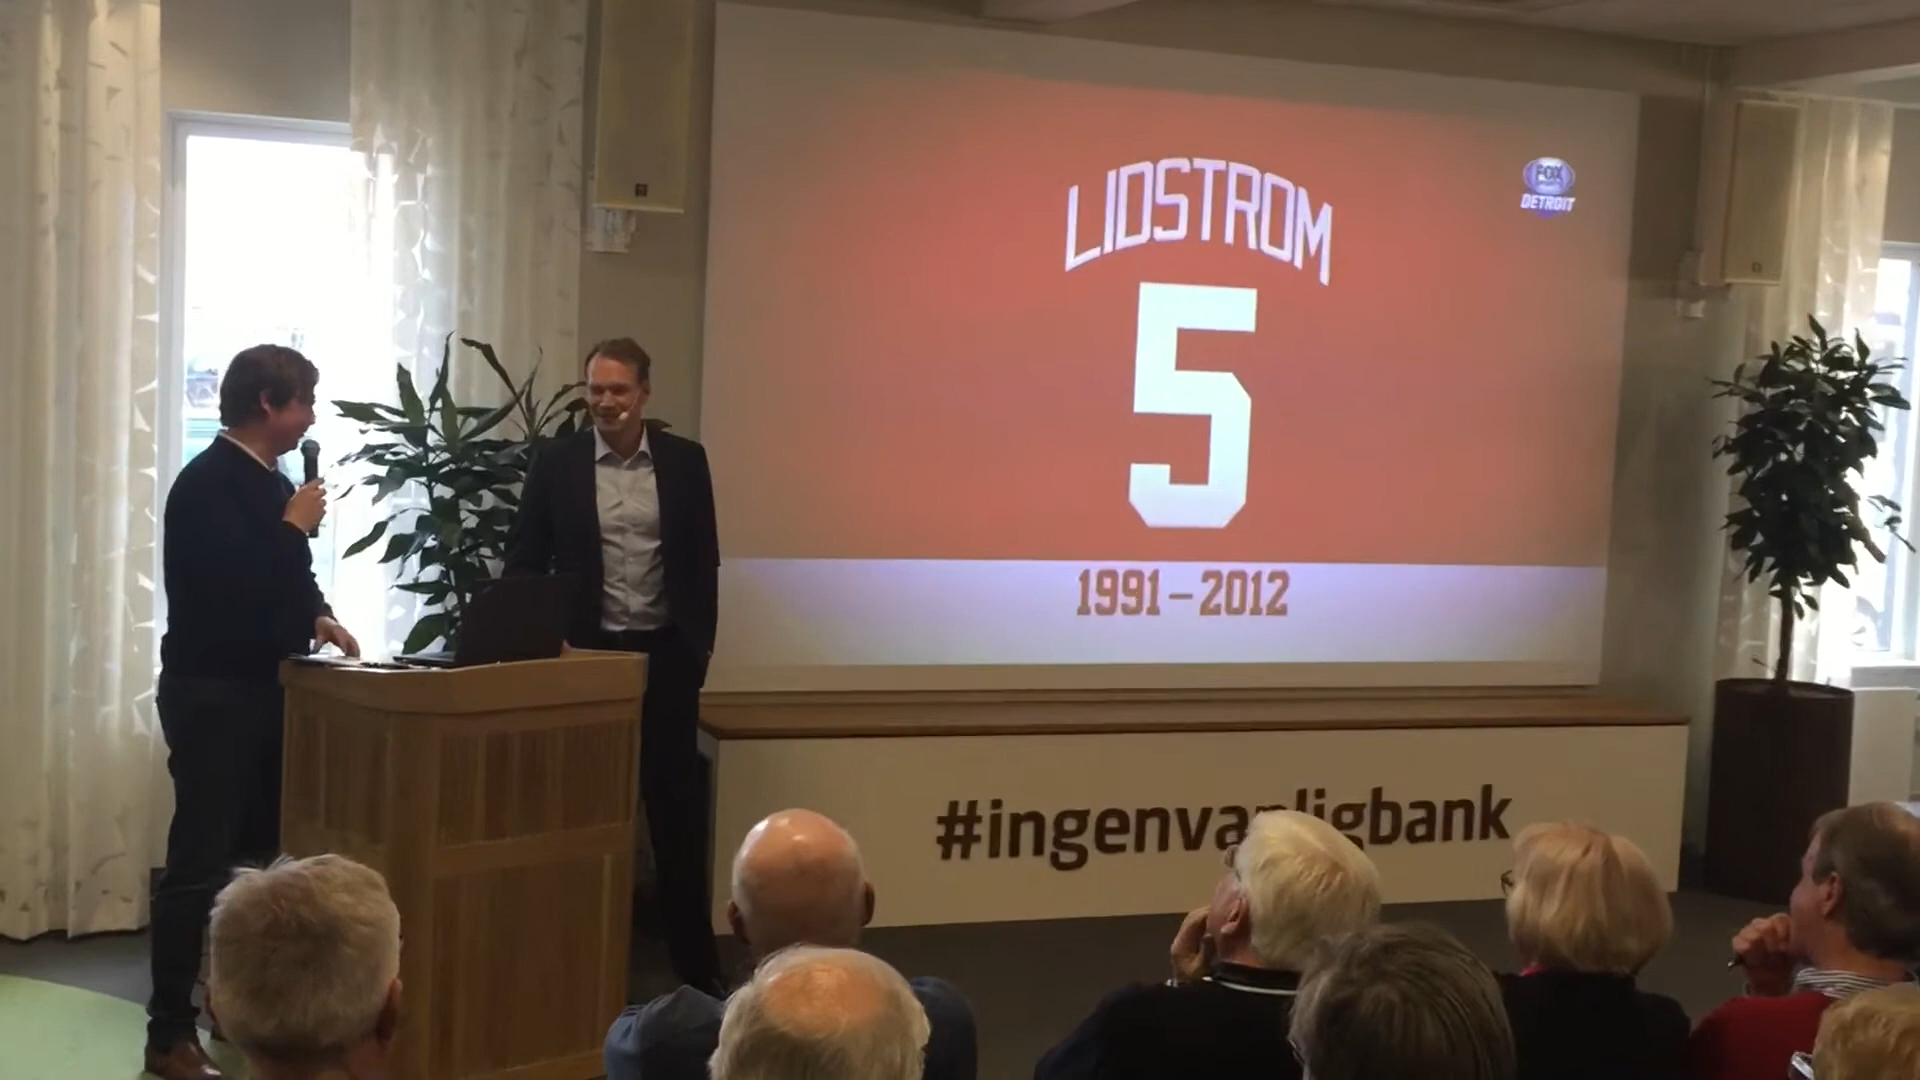 LIDSTROM
FOX
DETROIT
5
1991-2012
#ingenvanligbank